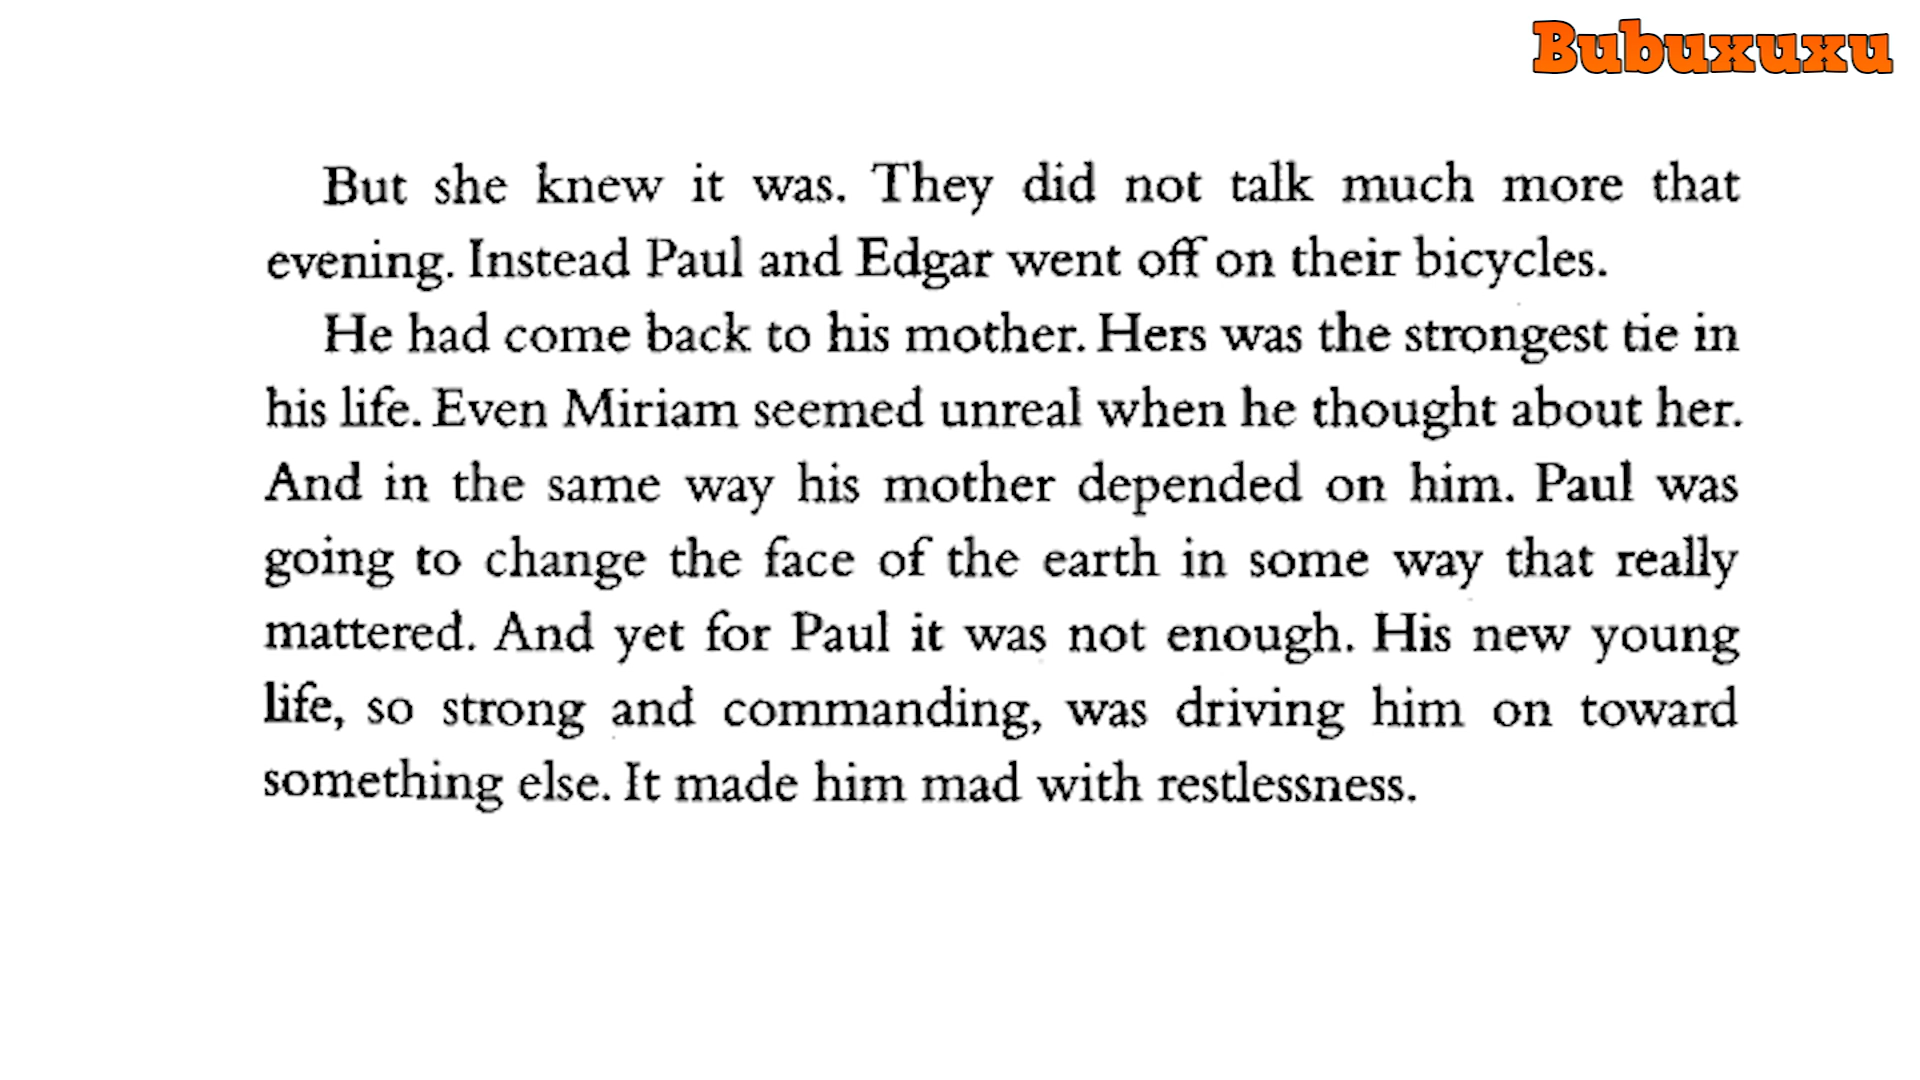 Bubuxuxu
But she knew it was. They did not talk much more that
evening. Instead Paul and Edgar went off on their bicycles.
He had come back to his mother. Hers was the strongest tie in
his life. Even Miriam seemed unreal when he thought about her.
And in the same way his mother depended on him. Paul was
going to change the face of the earth in some way that really
mattered. And yet for Paul it was not enough. His new young
life, so strong and commanding, was driving him on toward
something else. It made him mad with restlessness.